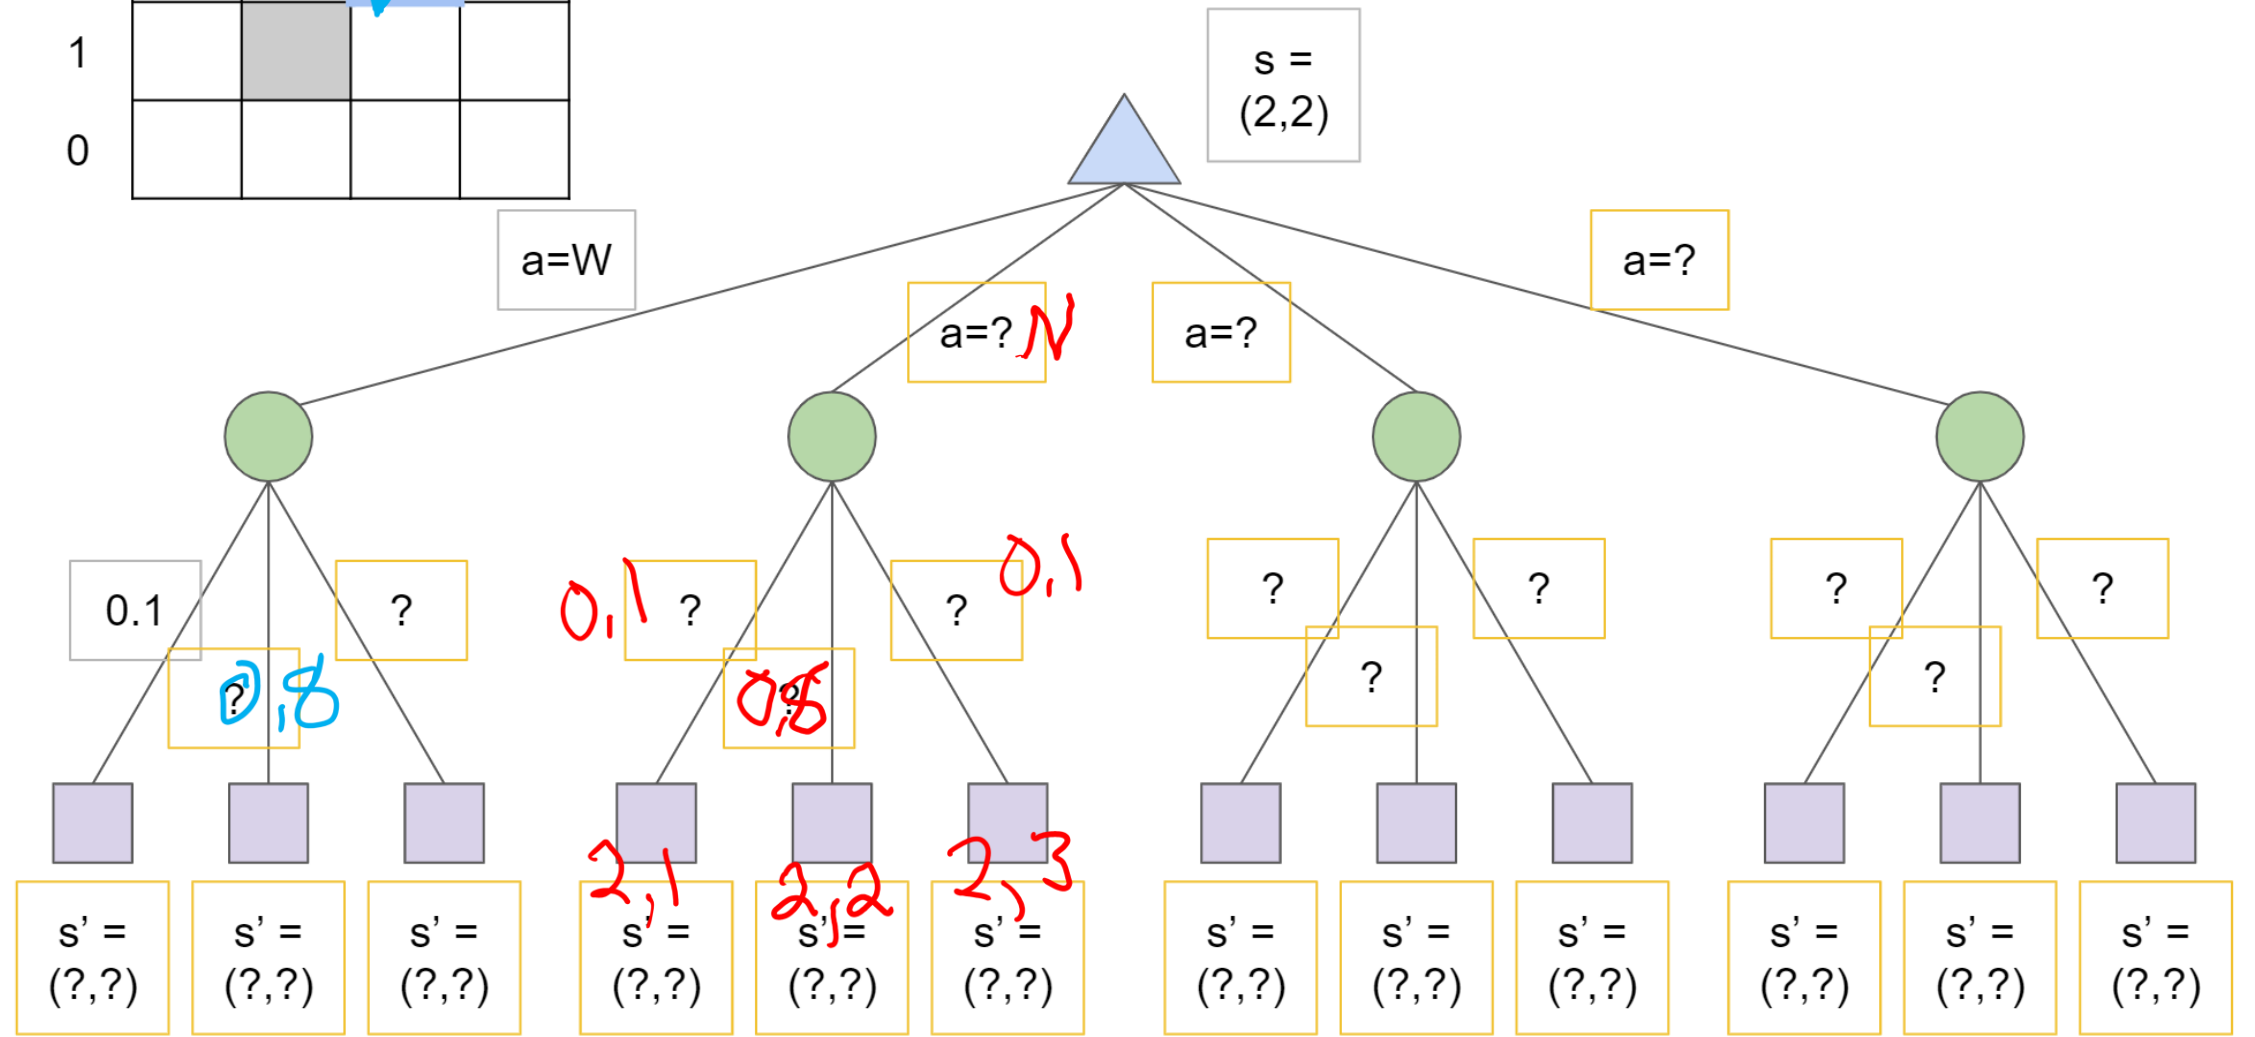 1
0
s =
(2,2)
a=W
a=?
a=? N
a=?
0.1
?
0,8
?
0,1
?
0,8
?
?
0,1
?
?
?
?
?
?
2,1
2,2
2,3
s’ =
(?,?)
s’ =
(?,?)
s’ =
(?,?)
s’ =
(?,?)
s’ =
(?,?)
s’ =
(?,?)
s’ =
(?,?)
s’ =
(?,?)
s’ =
(?,?)
s’ =
(?,?)
s’ =
(?,?)
s’ =
(?,?)